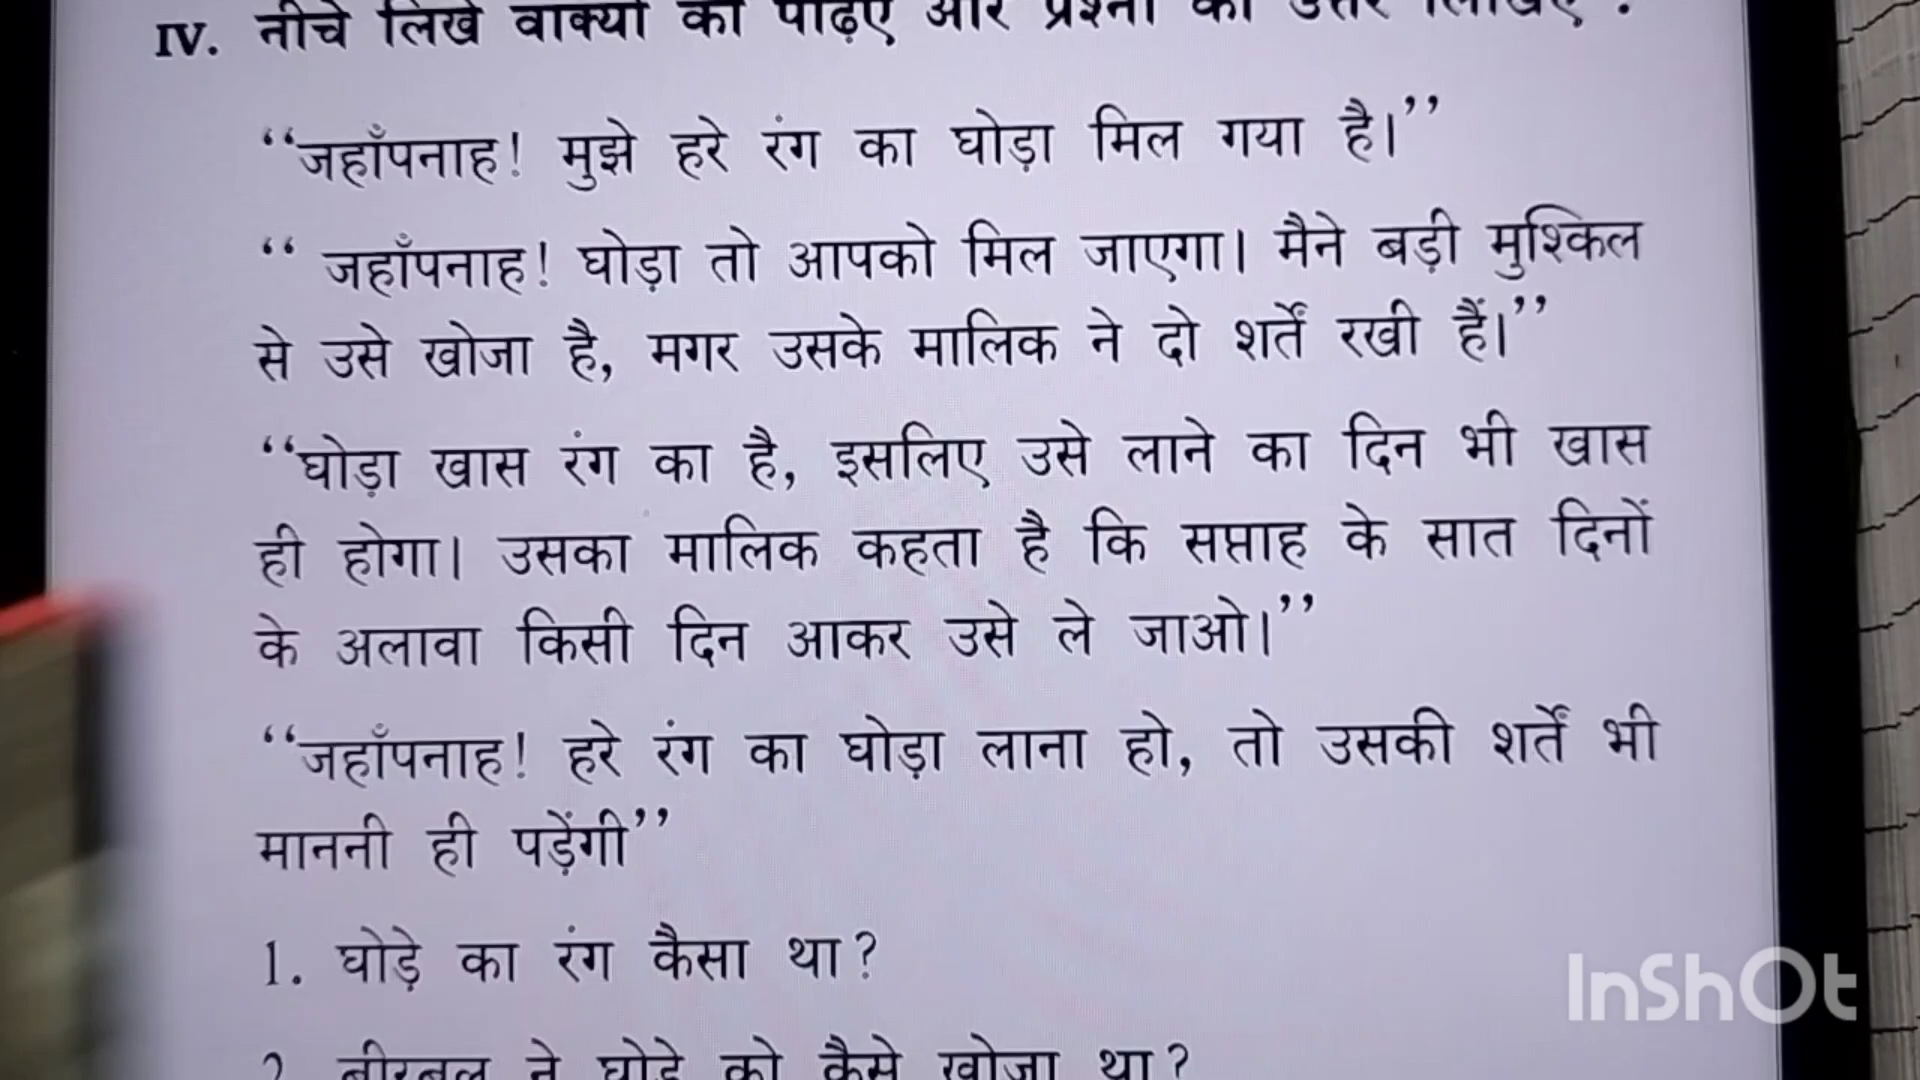 IV. नीचे लिखे वाक्यों को पढ़िए और प्रश्नों का उत्तर लिखिए :
‘‘जहाँपनाह! मुझे हरे रंग का घोड़ा मिल गया है।’’
‘‘ जहाँपनाह! घोड़ा तो आपको मिल जाएगा। मैने बड़ी मुश्किल
से उसे खोजा है, मगर उसके मालिक ने दो शर्तें रखी हैं।’’
‘‘घोड़ा खास रंग का है, इसलिए उसे लाने का दिन भी खास
ही होगा। उसका मालिक कहता है कि सप्ताह के सात दिनों
के अलावा किसी दिन आकर उसे ले जाओ।’’
‘‘जहाँपनाह! हरे रंग का घोड़ा लाना हो, तो उसकी शर्तें भी
माननी ही पड़ेंगी’’
1. घोड़े का रंग कैसा था?
2. बीरबल ने घोड़े को कैसे खोजा था?
InShOt